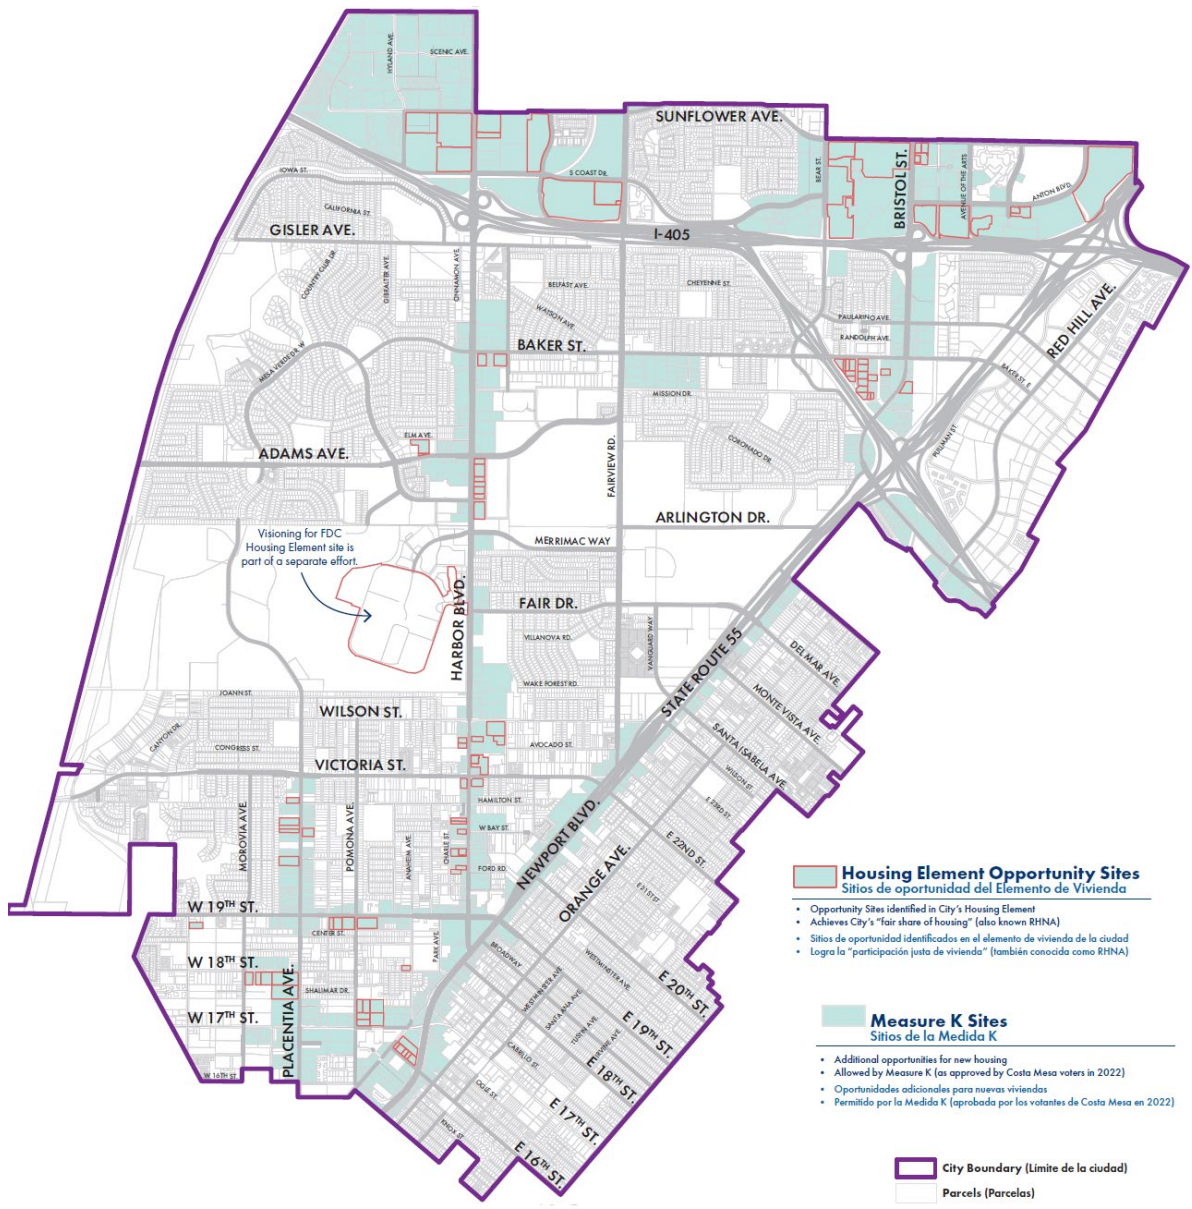 HYLAND AVE.
SCENIC AVE.
SUNFLOWER AVE.
IOWA ST.
S COAST DR.
BEAR ST.
BRISTOL ST.
AVENUE OF THE ARTS
ANTON BLVD.
CALIFORNIA ST.
GISLER AVE.
I-405
COUNTRY CLUB DR.
GIBRALTER AVE.
CINNAMON AVE.
BELFAST AVE.
CHEYENNE ST.
WATSON AVE.
PAULARINO AVE.
RANDOLPH AVE.
RED HILL AVE.
BAKER ST.
MESA VERDE DR W
BAKER ST. E
MISSION DR.
ELM AVE.
ADAMS AVE.
FAIRVIEW RD.
CORONADO DR.
PULLMAN ST.
ARLINGTON DR.
Visioning for FDC
Housing Element site is
part of a separate effort.
MERRIMAC WAY
HARBOR BLVD.
FAIR DR.
VILLANOVA RD.
VANGUARD WAY
STATE ROUTE 55
DEL MAR AVE.
WAKE FOREST RD.
JOANN ST.
MONTE VISTA AVE.
WILSON ST.
CANYON DR.
CONGRESS ST.
AVOCADO ST.
SANTA ISABELA AVE.
VICTORIA ST.
WILSON ST.
HAMILTON ST.
E 23RD ST.
W BAY ST.
MOROVIA AVE.
POMONA AVE.
ANAHEIM AVE.
CHARLE ST.
NEWPORT BLVD.
E 22ND ST.
FORD RD.
ORANGE AVE.
E 21ST ST.
W 19TH ST.
CENTER ST.
PARK AVE.
BROADWAY
WESTMINSTER AVE.
W 18TH ST.
PLACENTIA AVE.
SHALIMAR DR.
WESTMINSTER AVE.
SANTA ANA AVE.
E 20TH ST.
W 17TH ST.
TUSTIN AVE.
IRVINE AVE.
E 19TH ST.
CABRILLO ST.
E 18TH ST.
W 16TH ST.
OGLE ST.
E 17TH ST.
KNOX ST.
E 16TH ST.
Housing Element Opportunity Sites
Sitios de oportunidad del Elemento de Vivienda
• Opportunity Sites identified in City's Housing Element
• Achieves City's "fair share of housing" (also known RHNA)
• Sitios de oportunidad identificados en el elemento de vivienda de la ciudad
• Logra la "participación justa de vivienda" (también conocida como RHNA)
Measure K Sites
Sitios de la Medida K
• Additional opportunities for new housing
• Allowed by Measure K (as approved by Costa Mesa voters in 2022)
• Oportunidades adicionales para nuevas viviendas
• Permitido por la Medida K (aprobada por los votantes de Costa Mesa en 2022)
City Boundary (Límite de la ciudad)
Parcels (Parcelas)